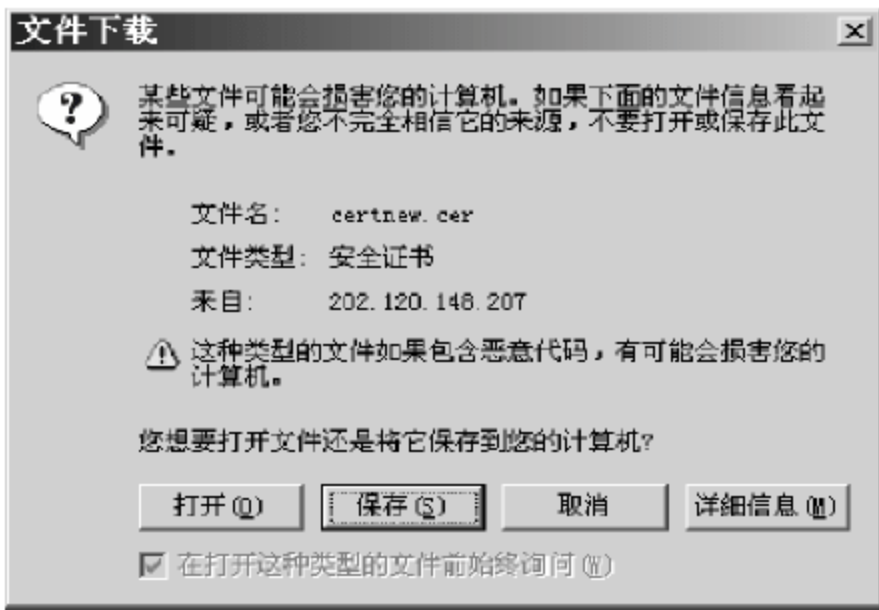 文件下载
某些文件可能会损害您的计算机。如果下面的文件信息看起
来可疑，或者您不完全相信它的来源，不要打开或保存此文
件。
文件名： certnew.cer
文件类型： 安全证书
来自： 202.120.148.207
这种类型的文件如果包含恶意代码，有可能会损害您的
计算机。
您想要打开文件还是将它保存到您的计算机?
打开(O) 保存(S) 取消 详细信息(M)
在打开这种类型的文件前始终询问(W)